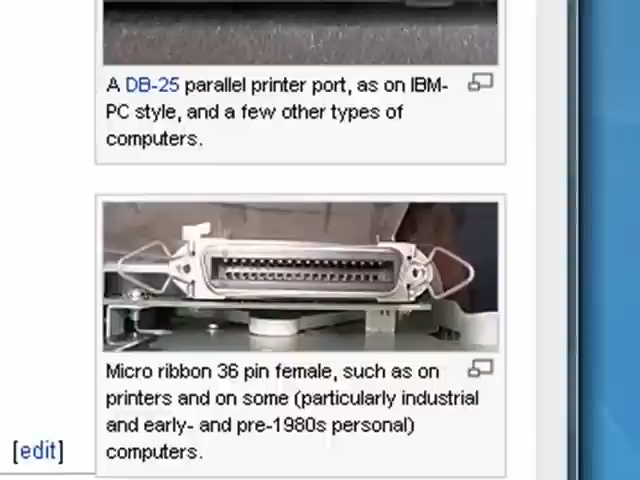 A DB-25 parallel printer port, as on IBM-
PC style, and a few other types of
computers.
Micro ribbon 36 pin female, such as on
printers and on some (particularly industrial
and early- and pre-1980s personal)
computers.
[edit]